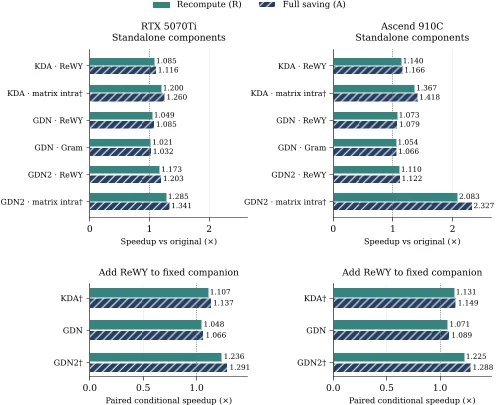 Recompute (R) Full saving (A)
RTX 5070Ti
Standalone components
KDA · ReWY 1.085 1.116
KDA · matrix intra† 1.200 1.260
GDN · ReWY 1.049 1.085
GDN · Gram 1.021 1.032
GDN2 · ReWY 1.173 1.203
GDN2 · matrix intra† 1.285 1.341
0 1 2
Speedup vs original (×)
Ascend 910C
Standalone components
KDA · ReWY 1.140 1.166
KDA · matrix intra† 1.367 1.418
GDN · ReWY 1.073 1.079
GDN · Gram 1.054 1.066
GDN2 · ReWY 1.110 1.122
GDN2 · matrix intra† 2.083 2.327
0 1 2
Speedup vs original (×)
Add ReWY to fixed companion
KDA† 1.107 1.137
GDN 1.048 1.066
GDN2† 1.236 1.291
0.0 0.5 1.0
Paired conditional speedup (×)
Add ReWY to fixed companion
KDA† 1.131 1.149
GDN 1.071 1.089
GDN2† 1.225 1.288
0.0 0.5 1.0
Paired conditional speedup (×)